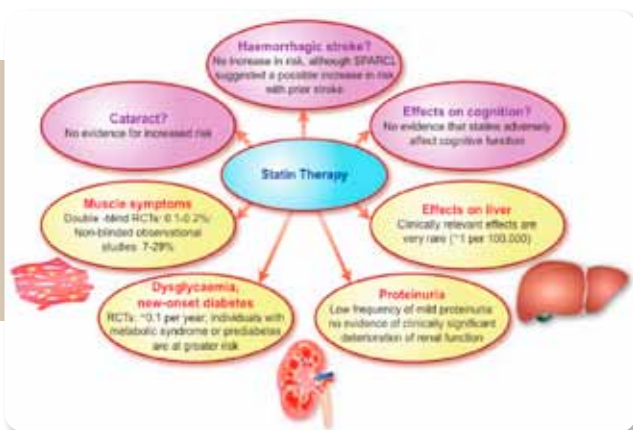 Haemorrhagic stroke?
No increase in risk, although SPARCL
suggested a possible increase in risk
with prior stroke
Cataract?
No evidence for increased risk
Effects on cognition?
No evidence that statins adversely
affect cognitive function
Statin Therapy
Muscle symptoms
Double -blind RCTs: 0.1-0.2%
Non-blinded observational
studies 7-29%
Effects on liver
Clinically relevant effects are
very rare (~1 per 100.000)
Dysglycaemia,
new-onset diabetes
RCTs: ~0.1 per year, individuals with
metabolic syndrome or prediabetes
are at greater risk
Proteinuria
Low frequency of mild proteinuria
no evidence of clinically significant
deterioration of renal function